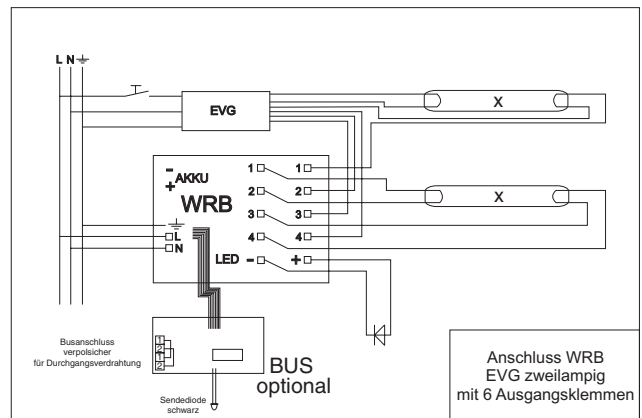 L N
EVG
X
AKKU
-
+
WRB
1 1
2 2
3 3
4 4
L
N
LED - +
X
Busanschluss
verpolsicher
für Durchgangsverdrahtung
1
2
1
2
BUS
optional
Sendediode
schwarz
Anschluss WRB
EVG zweilampig
mit 6 Ausgangsklemmen